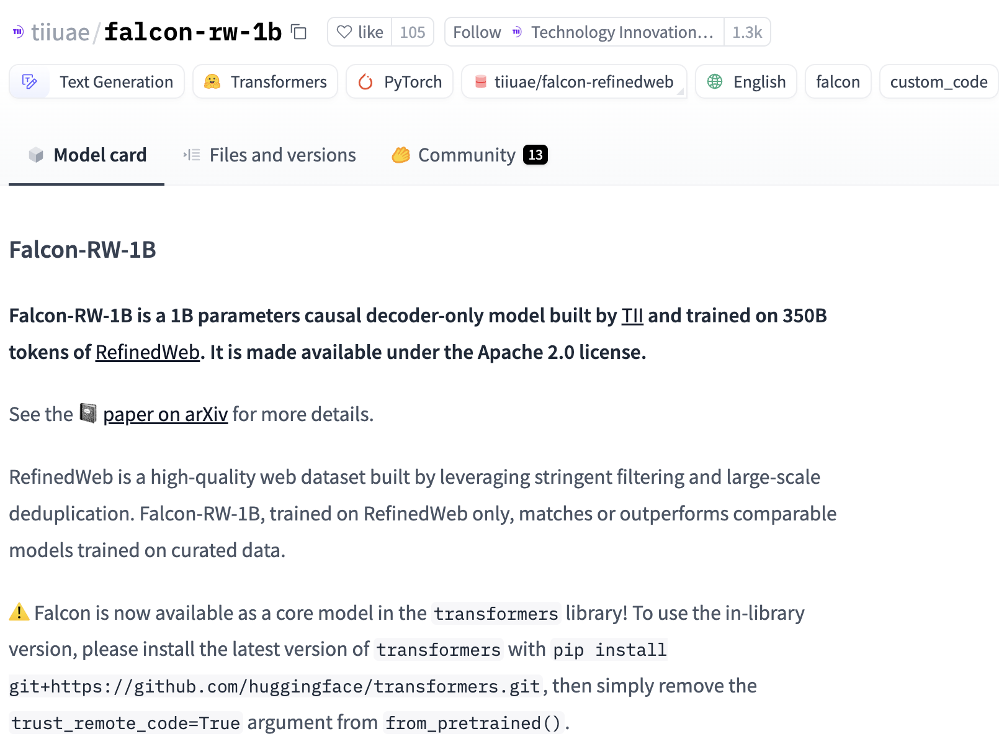 tiiuae/falcon-rw-1b like 105 Follow TII Technology Innovation... 1.3k
Text Generation Transformers PyTorch tiiuae/falcon-refinedweb English falcon custom_code
Model card Files and versions Community 13
Falcon-RW-1B
Falcon-RW-1B is a 1B parameters causal decoder-only model built by TII and trained on 350B
tokens of RefinedWeb. It is made available under the Apache 2.0 license.
See the paper on arXiv for more details.
RefinedWeb is a high-quality web dataset built by leveraging stringent filtering and large-scale
deduplication. Falcon-RW-1B, trained on RefinedWeb only, matches or outperforms comparable
models trained on curated data.
⚠️ Falcon is now available as a core model in the transformers library! To use the in-library
version, please install the latest version of transformers with pip install
git+https://github.com/huggingface/transformers.git, then simply remove the
trust_remote_code=True argument from from_pretrained().